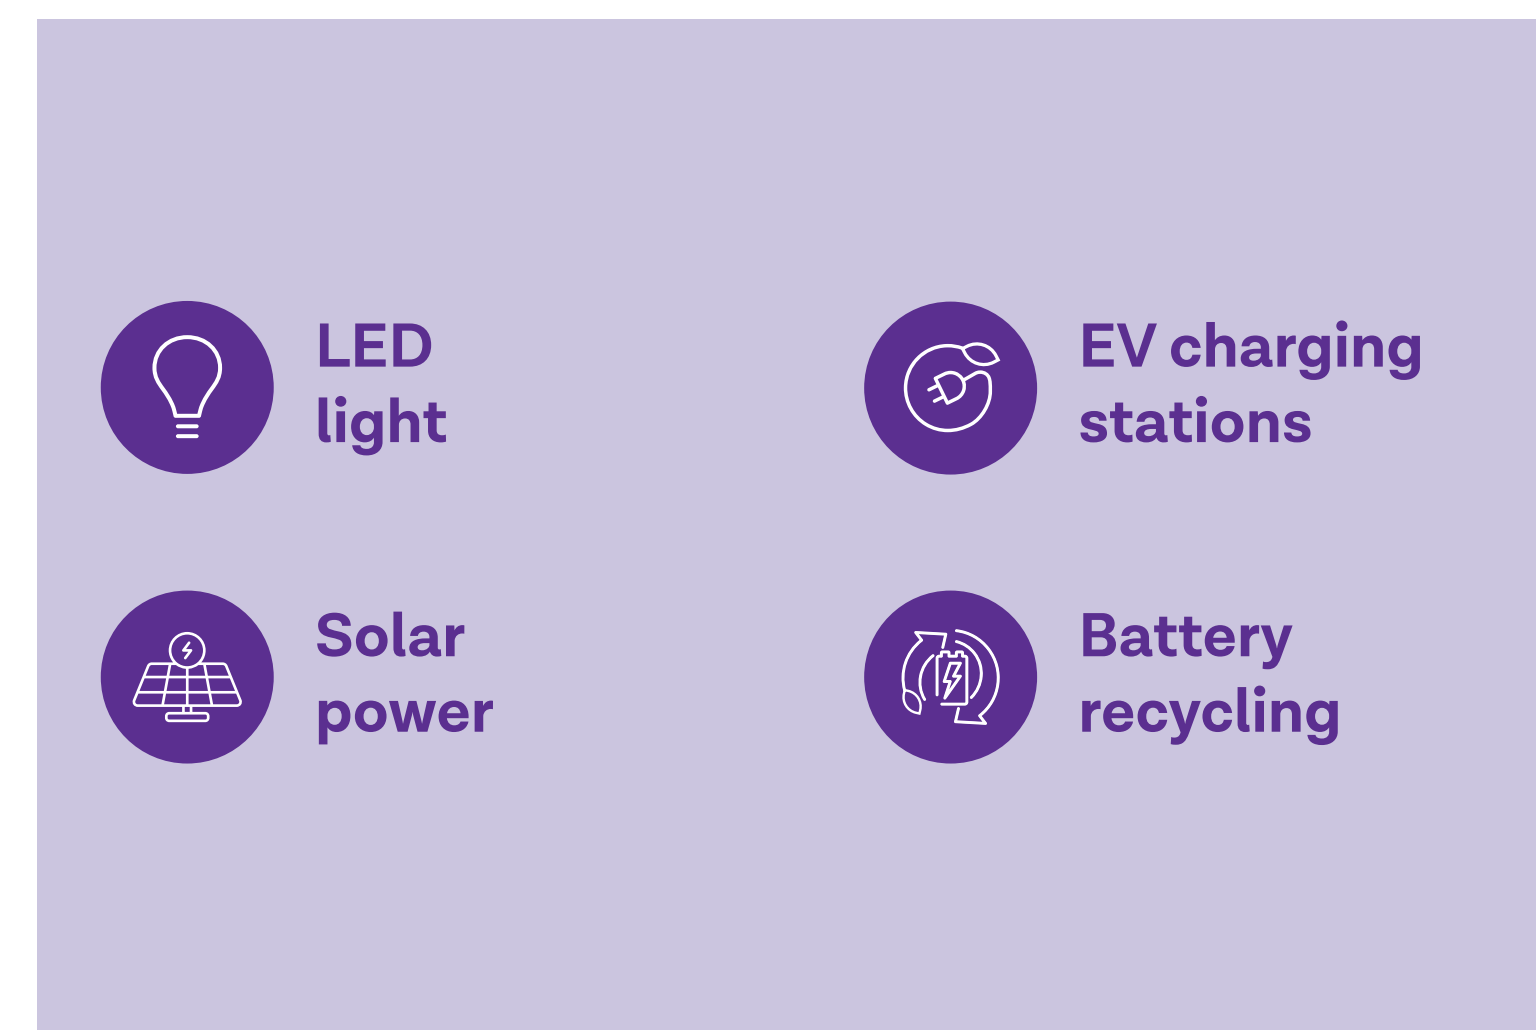 LED
light
EV charging
stations
Solar
power
Battery
recycling